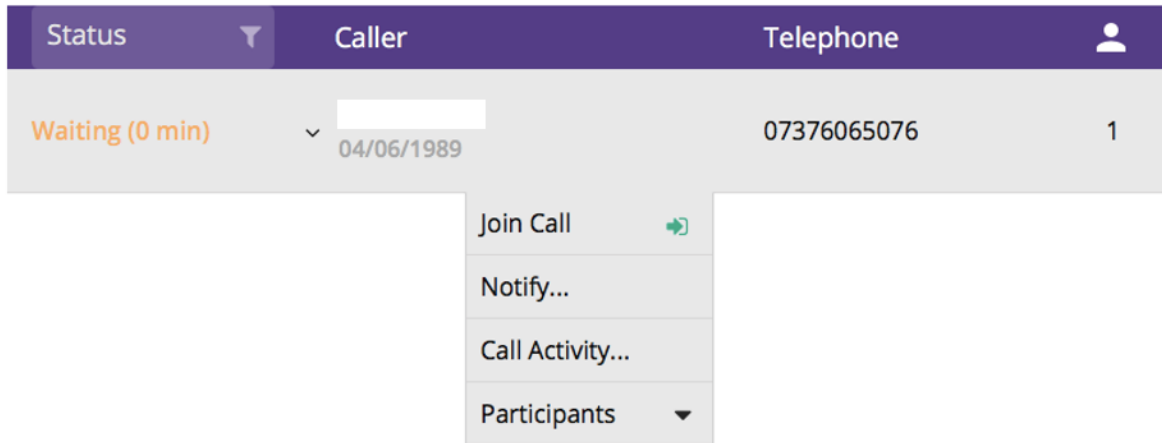 Status Caller Telephone
Waiting (0 min) 07376065076 1
04/06/1989
Join Call
Notify...
Call Activity...
Participants